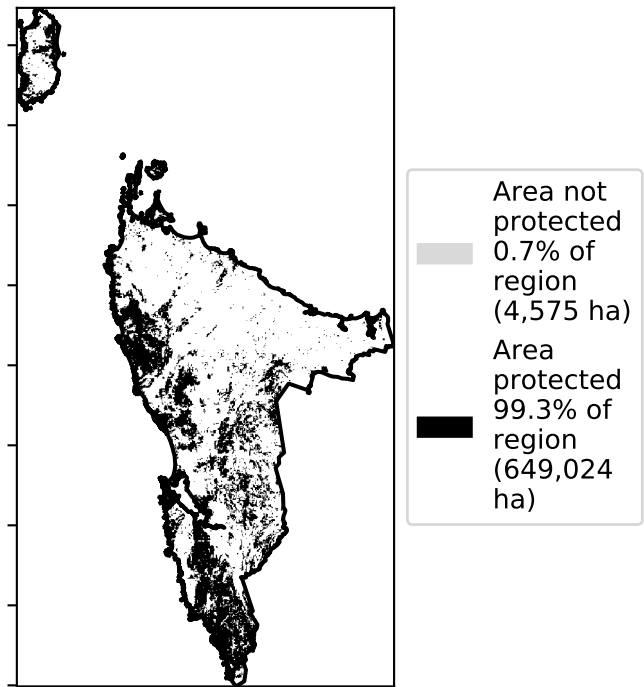 Area not
protected
0.7% of
region
(4,575 ha)
Area
protected
99.3% of
region
(649,024
ha)